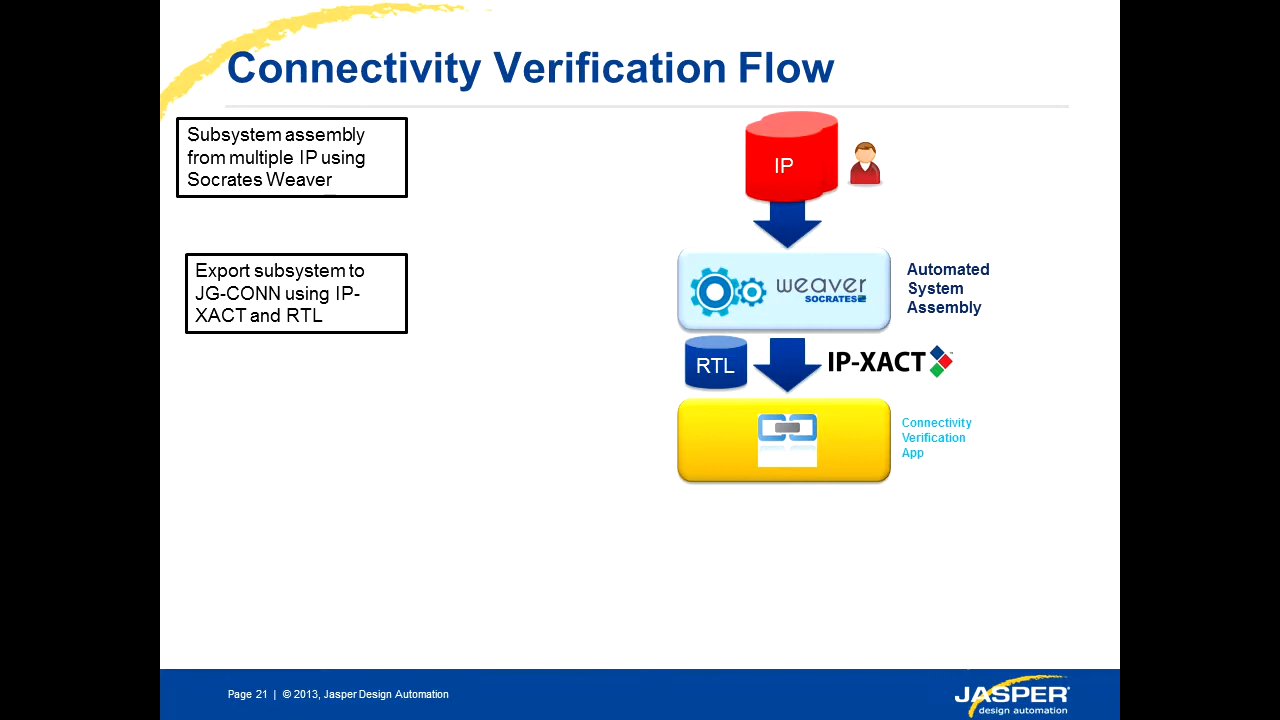 Connectivity Verification Flow
Subsystem assembly
from multiple IP using
Socrates Weaver
IP
Export subsystem to
JG-CONN using IP-
XACT and RTL
weaver
SOCRATES2
Automated
System
Assembly
RTL
IP-XACT
Connectivity
Verification
App
Page 21 | © 2013, Jasper Design Automation
JASPER
design automation